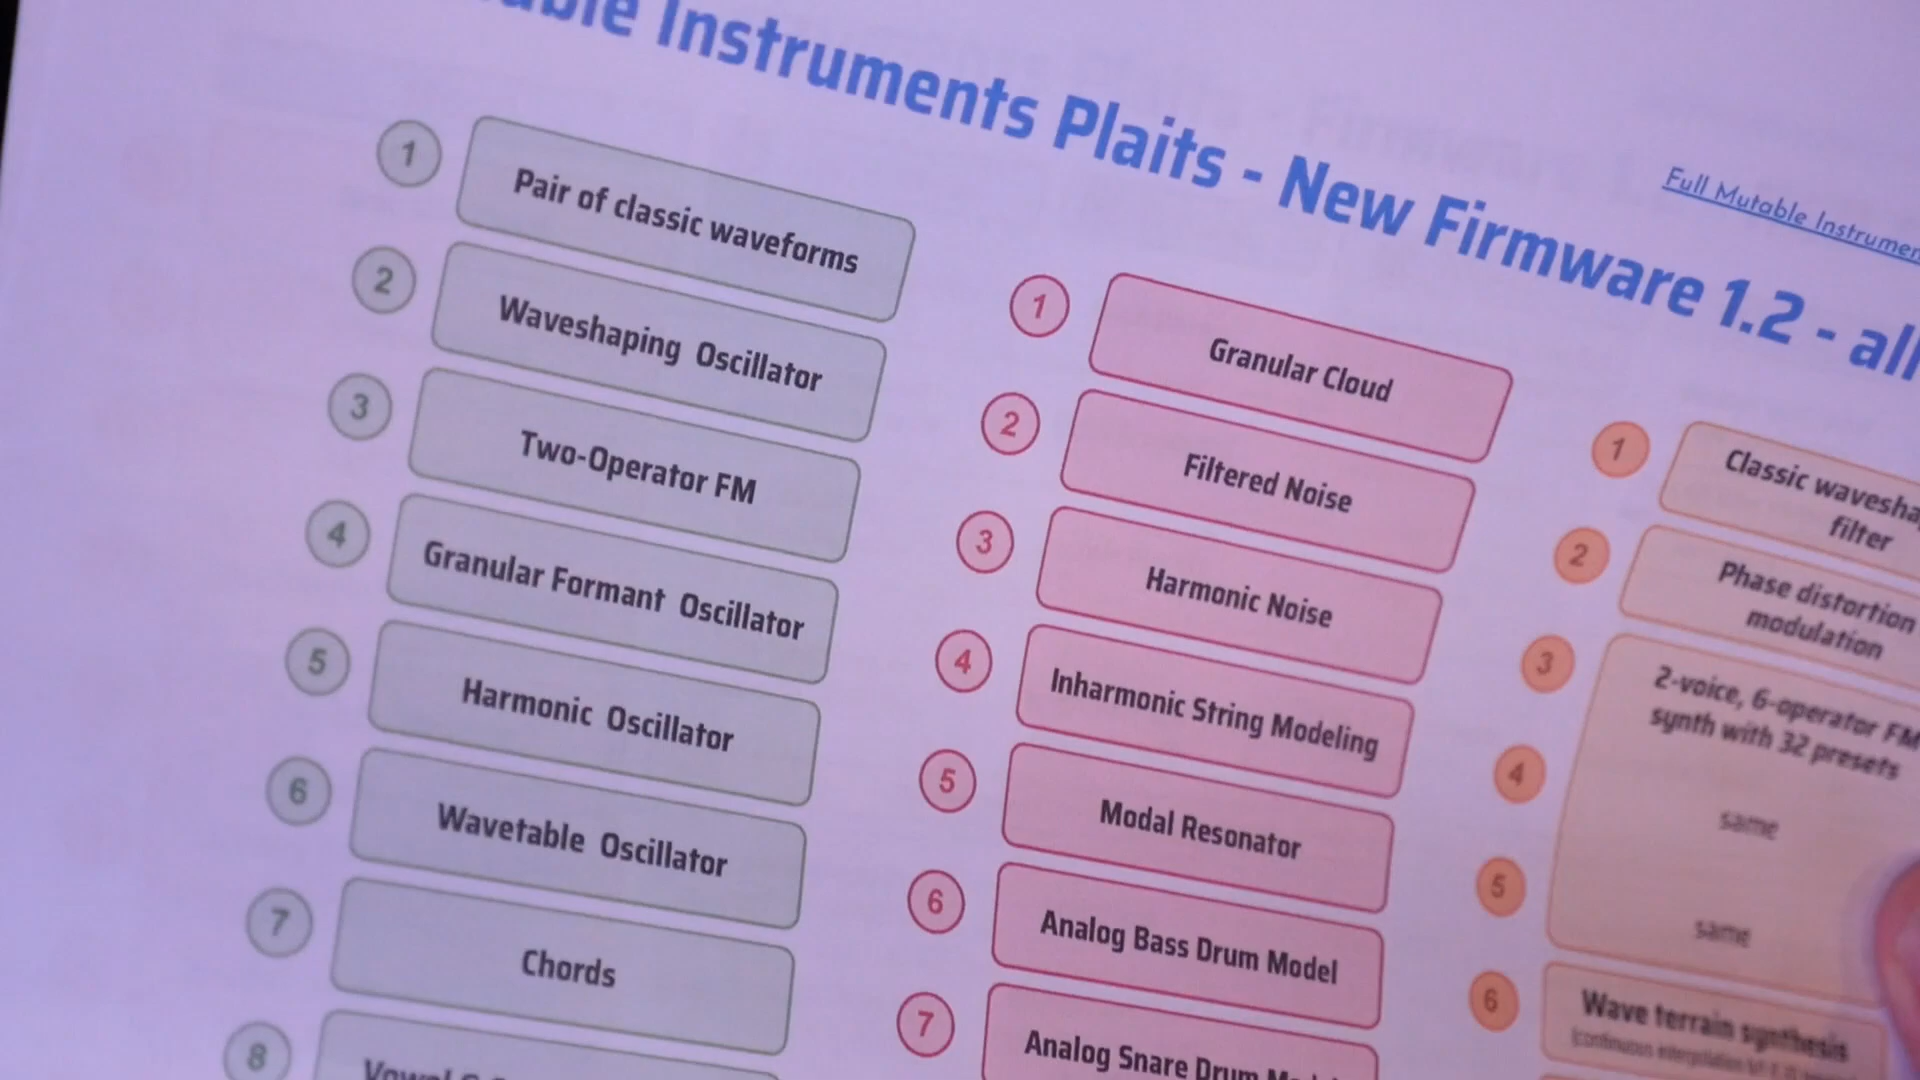 Instruments Plaits - New Firmware 1.2 - all
Full Mutable
1
Pair of classic waveforms
2
Waveshaping Oscillator
3
Two-Operator FM
4
Granular Formant Oscillator
5
Harmonic Oscillator
6
Wavetable Oscillator
7
Chords
8
1
Granular Cloud
2
Filtered Noise
3
Harmonic Noise
4
Inharmonic String Modeling
5
Modal Resonator
6
Analog Bass Drum Model
7
Analog Snare Drum
1
Classic
filter
2
Phase distortion
modulation
3
2-voice, 6-operator FM
synth with 32 presets
4
same
5
same
6
Wave terrain synthesis